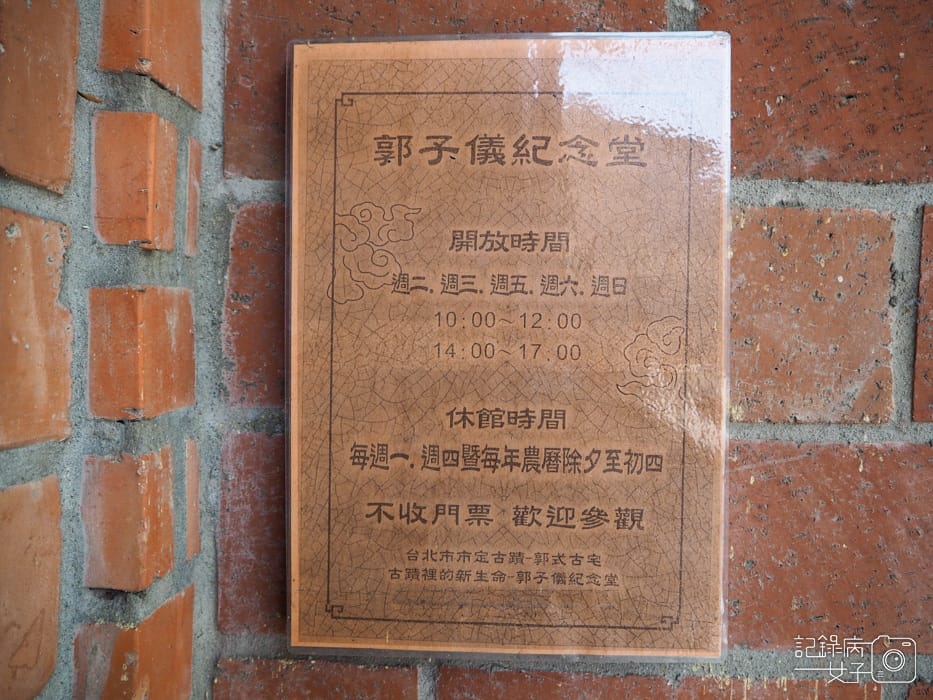 郭子儀紀念堂
開放時間
週二.週三.週五.週六.週日
10:00~12:00
14:00~17:00
休館時間
每週一.週四暨每年農曆除夕至初四
不收門票 歡迎參觀
台北市市定古蹟-郭式古宅
古蹟裡的新生命-郭子儀紀念堂
記錄病
女子